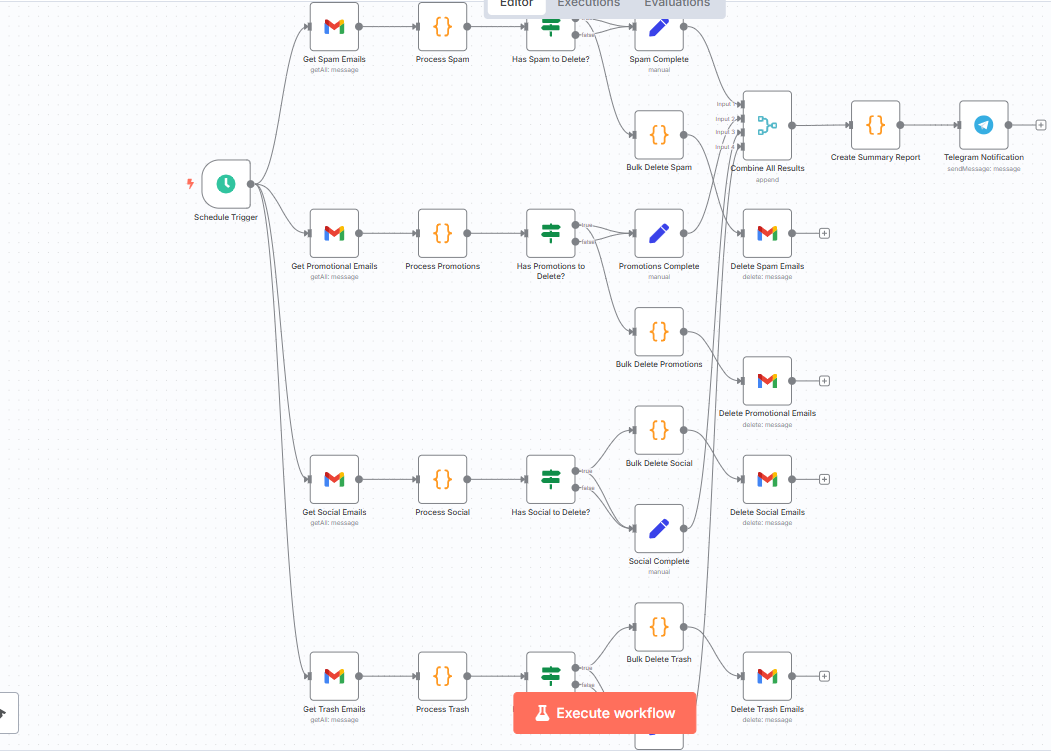 Editor
Executions
Evaluations
Get Spam Emails
getAll: message
Process Spam
false
Has Spam to Delete?
Spam Complete
manual
Input 1
Input 2
Input 3
Input 4
Combine All Results
append
Create Summary Report
Telegram Notification
sendMessage: message
Bulk Delete Spam
Schedule Trigger
Get Promotional Emails
getAll: message
Process Promotions
true
false
Has Promotions to
Delete?
Promotions Complete
manual
Delete Spam Emails
delete: message
Bulk Delete Promotions
Delete Promotional Emails
delete: message
Bulk Delete Social
Get Social Emails
getAll: message
Process Social
true
false
Has Social to Delete?
Delete Social Emails
delete: message
Social Complete
manual
Bulk Delete Trash
Get Trash Emails
getAll: message
Process Trash
true
false
Delete Trash Emails
delete: message
Execute workflow